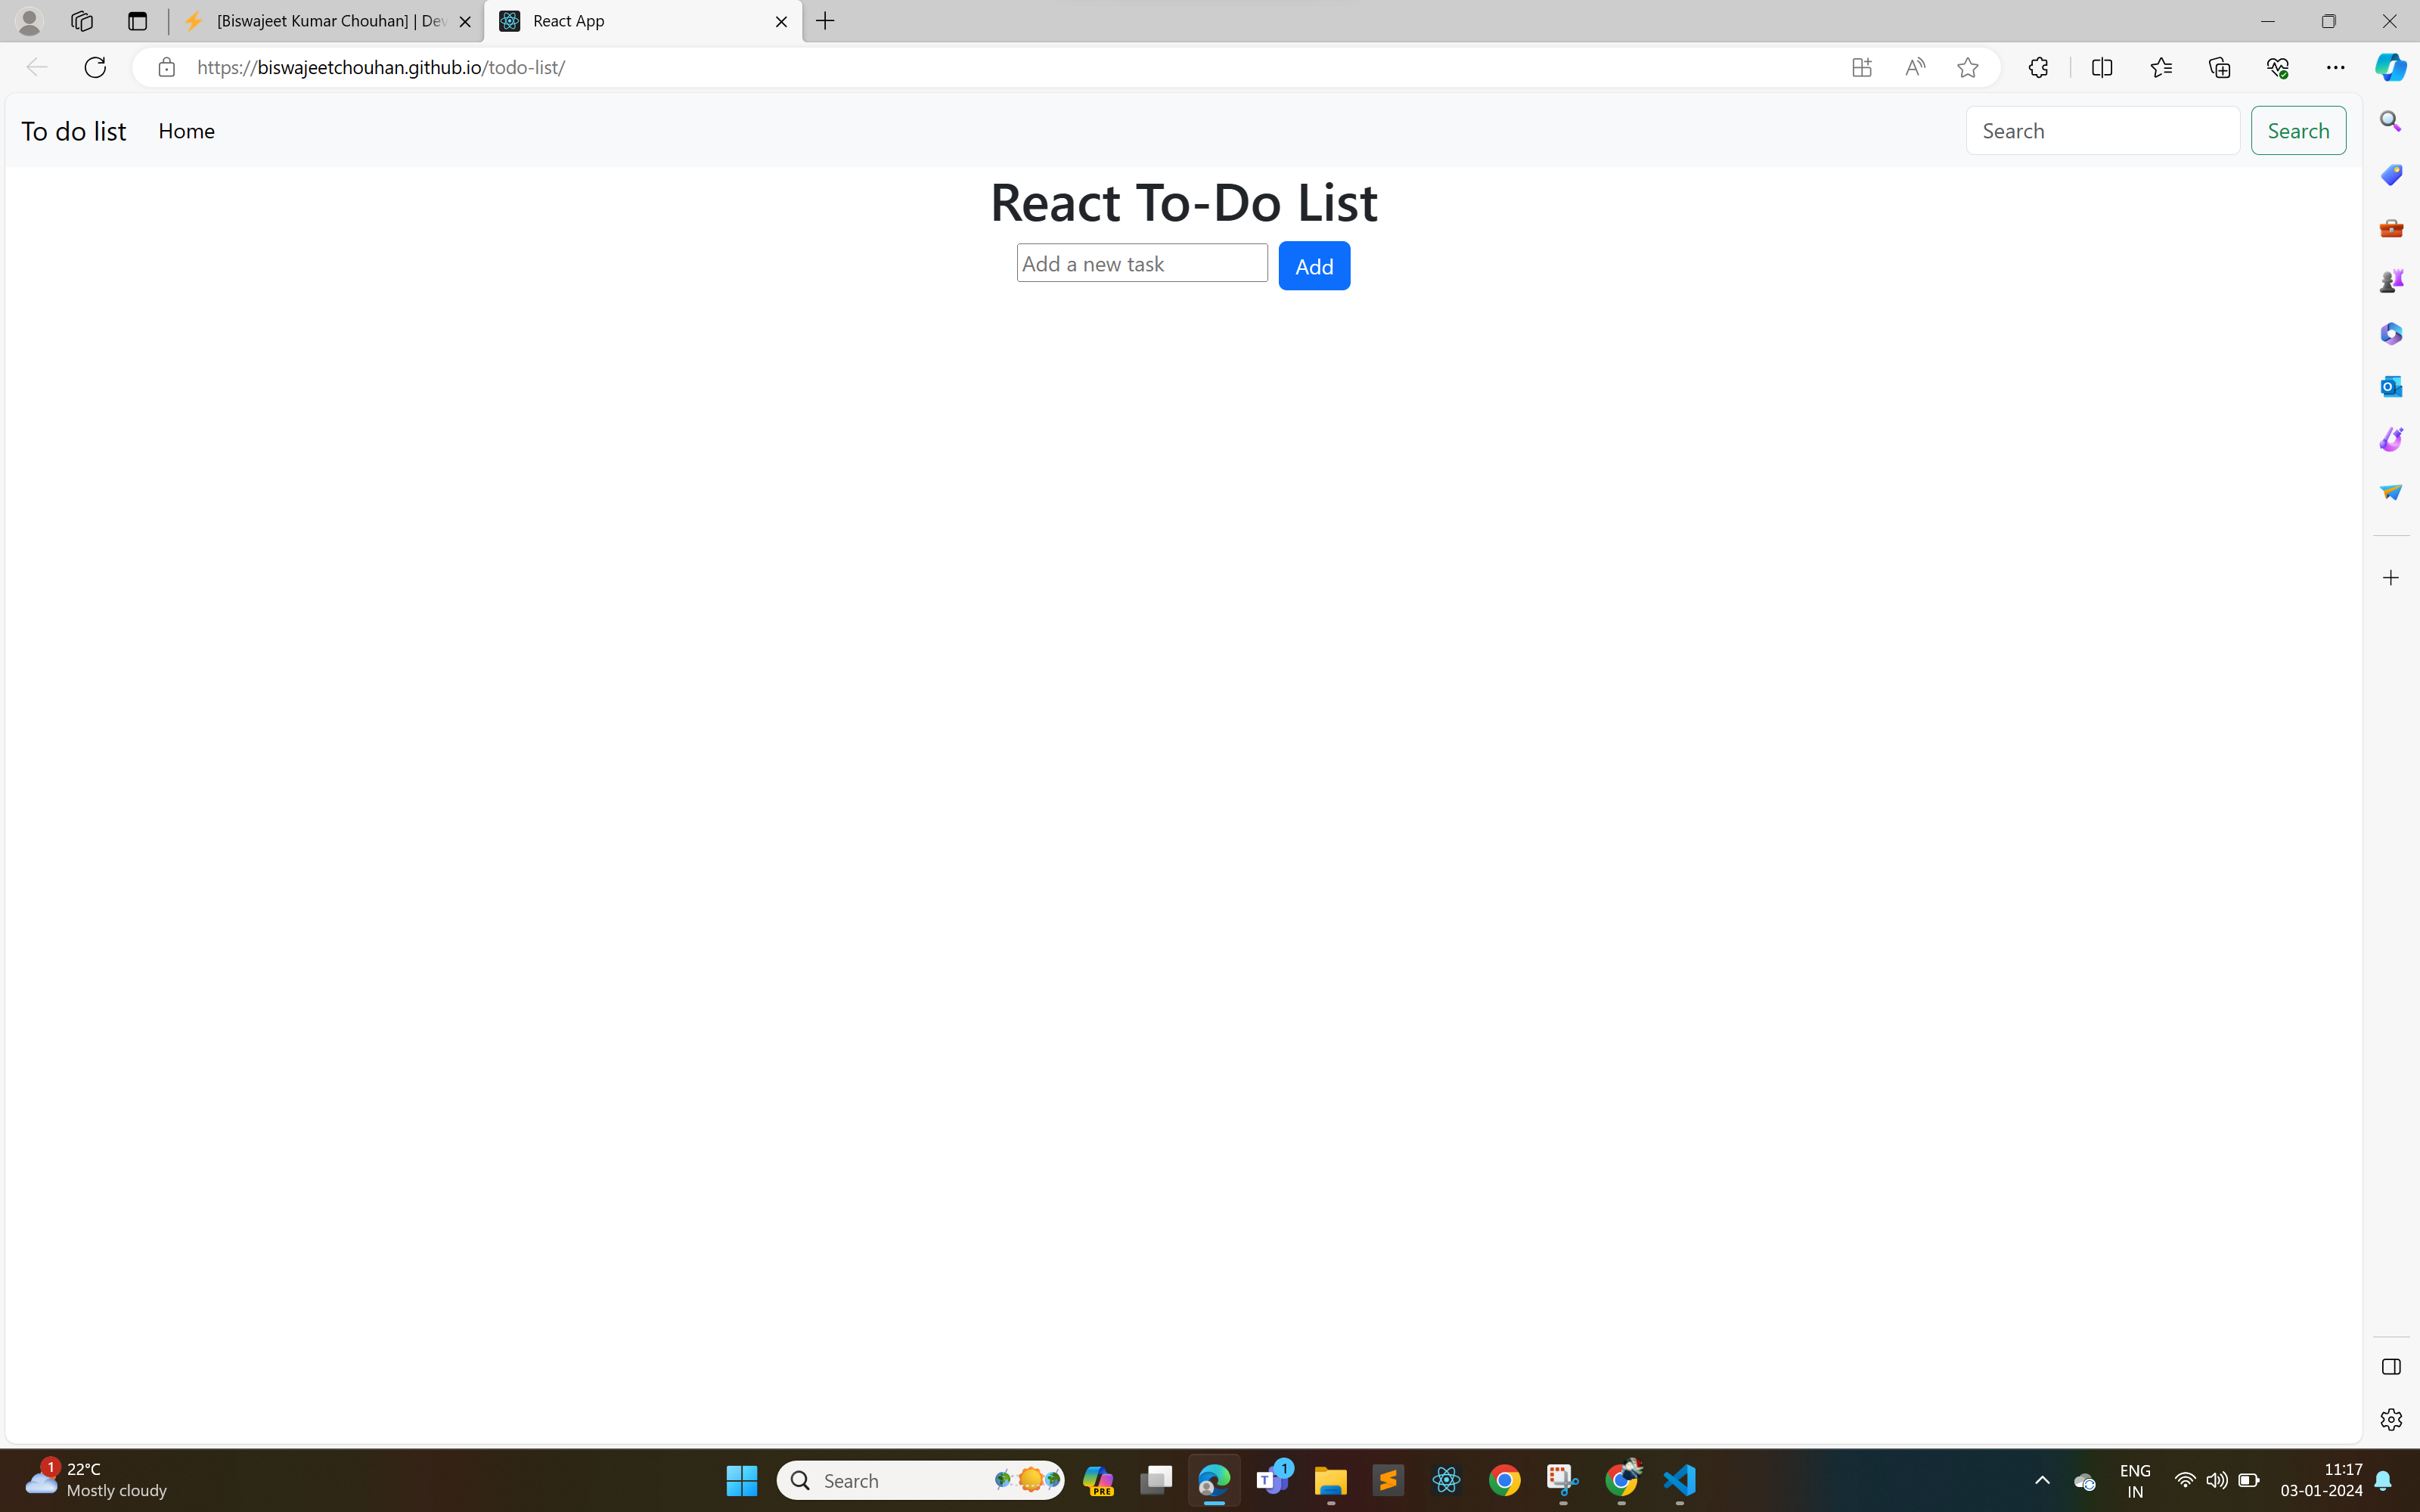 [Biswajeet Kumar Chouhan] | Dev
React App
https://biswajeetchouhan.github.io/todo-list/
To do list
Home
Search
Search
React To-Do List
Add a new task
Add
1
22°C
Mostly cloudy
Search
PRE
T
1
ENG
IN
11:17
03-01-2024